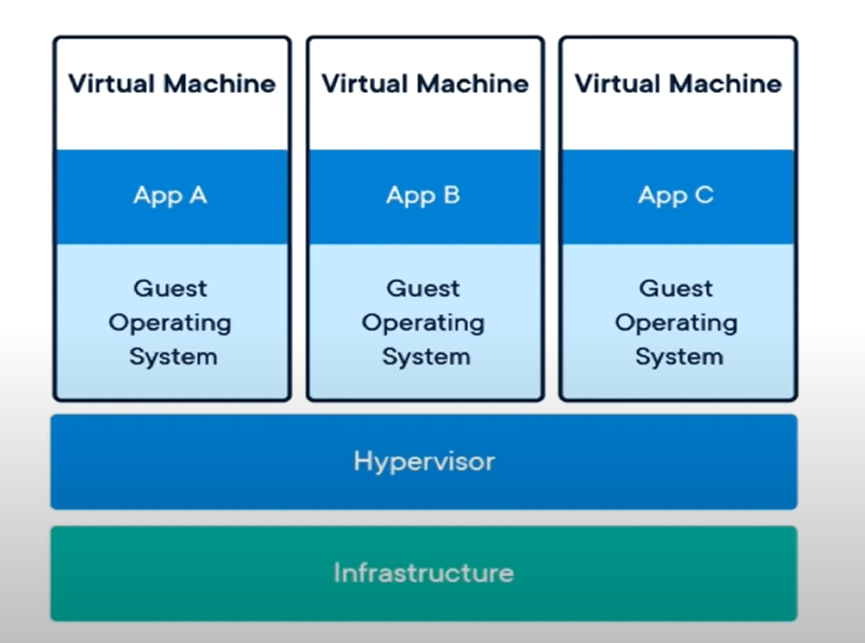 Virtual Machine
Virtual Machine
Virtual Machine
App A
App B
App C
Guest
Operating
System
Guest
Operating
System
Guest
Operating
System
Hypervisor
Infrastructure